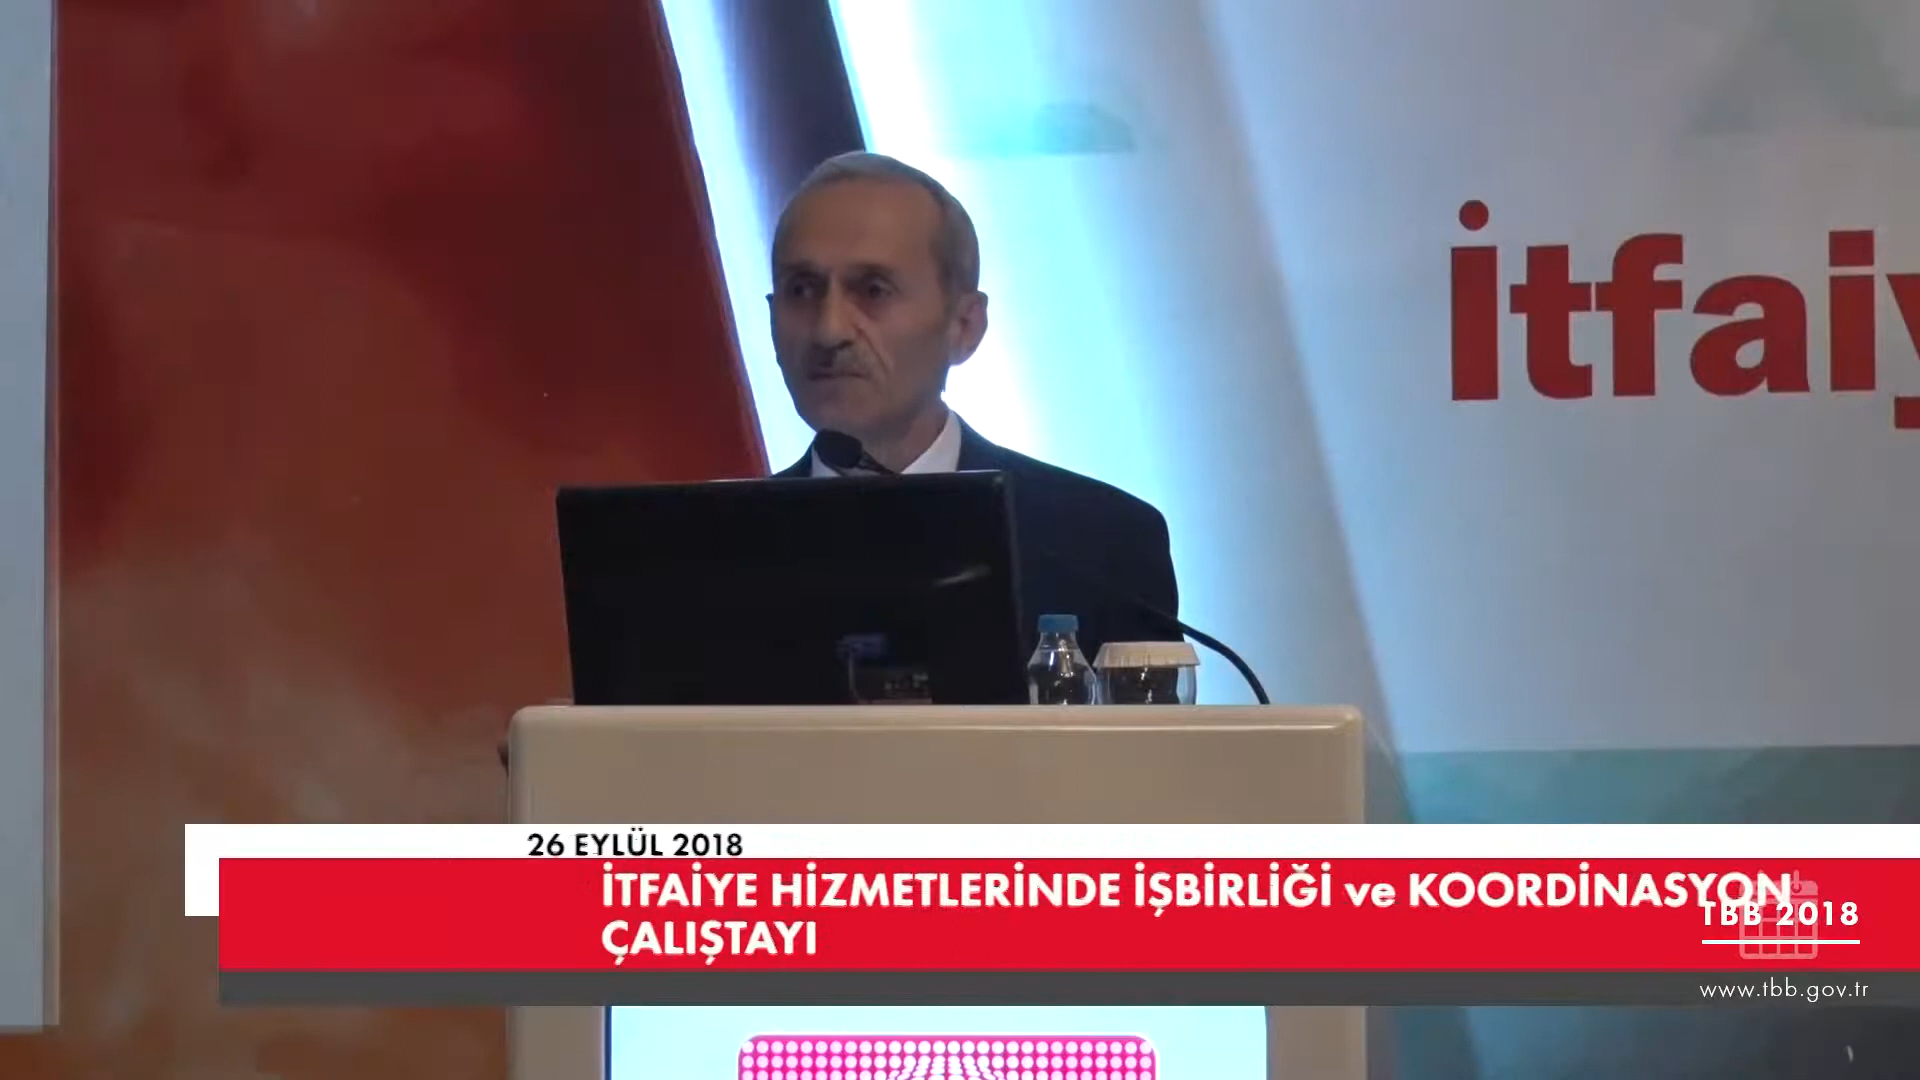 İtfaiy
26 EYLÜL 2018
İTFAİYE HİZMETLERİNDE İŞBİRLİĞİ ve KOORDİNASYON
ÇALIŞTAYI
TBB 2018
www.tbb.gov.tr